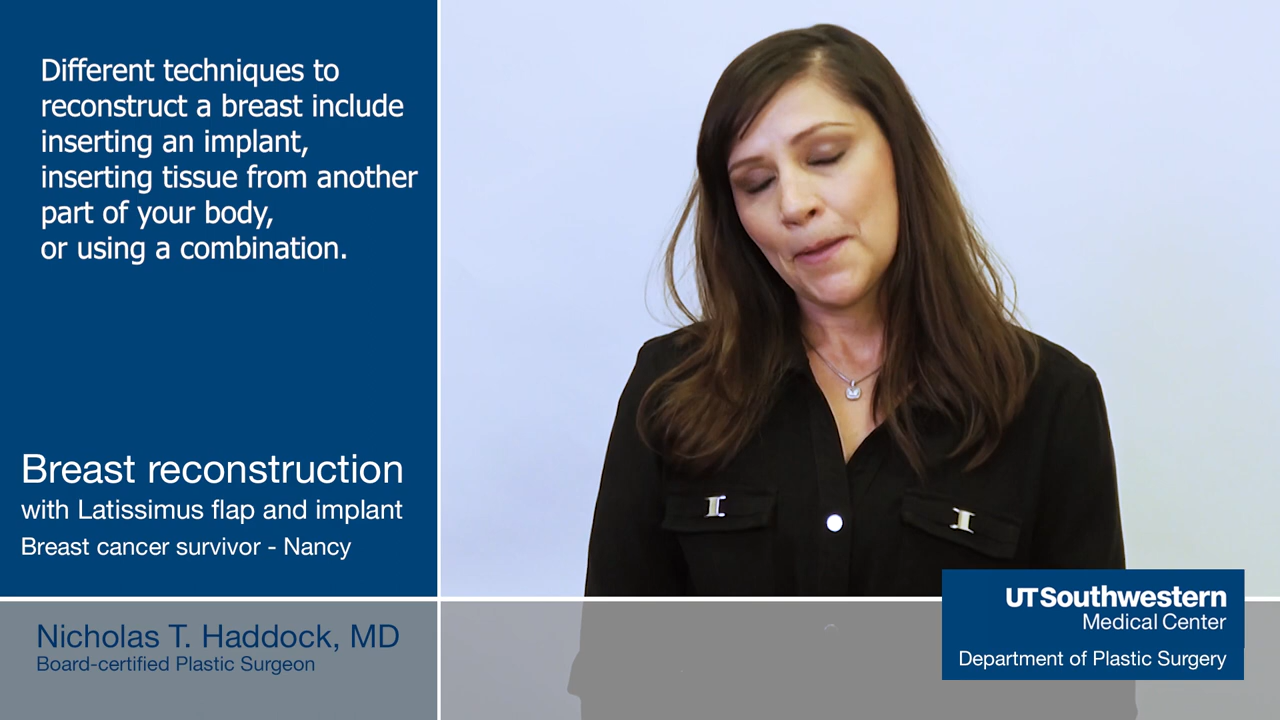 Different techniques to
reconstruct a breast include
inserting an implant,
inserting tissue from another
part of your body,
or using a combination.
Breast reconstruction
with Latissimus flap and implant
Breast cancer survivor - Nancy
Nicholas T. Haddock, MD
Board-certified Plastic Surgeon
UT Southwestern
Medical Center
Department of Plastic Surgery